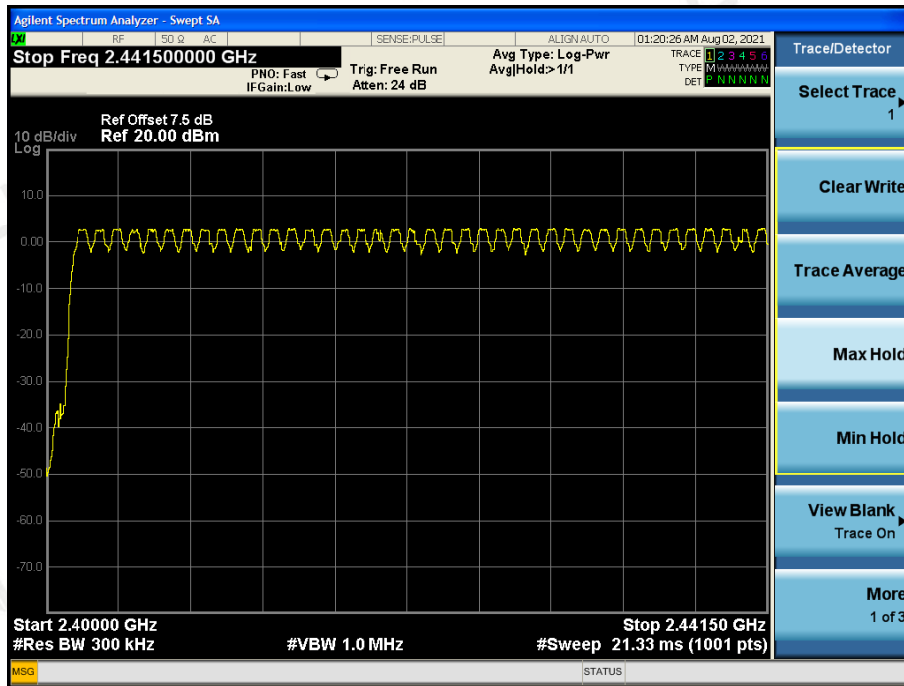 Agilent Spectrum Analyzer - Swept SA
LXI RF 50 Ω AC SENSE:PULSE ALIGN AUTO 01:20:26 AM Aug 02, 2021
Stop Freq 2.441500000 GHz
PNO: Fast
IFGain:Low
Trig: Free Run
Atten: 24 dB
Avg Type: Log-Pwr
Avg|Hold:>1/1
TRACE 1 2 3 4 5 6
TYPE M WWWWW
DET P N N N N N
Ref Offset 7.5 dB
10 dB/div Ref 20.00 dBm
Log
10.0
0.00
-10.0
-20.0
-30.0
-40.0
-50.0
-60.0
-70.0
Start 2.40000 GHz Stop 2.44150 GHz
#Res BW 300 kHz #VBW 1.0 MHz #Sweep 21.33 ms (1001 pts)
MSG STATUS
Trace/Detector
Select Trace
1
Clear Write
Trace Average
Max Hold
Min Hold
View Blank
Trace On
More
1 of 3